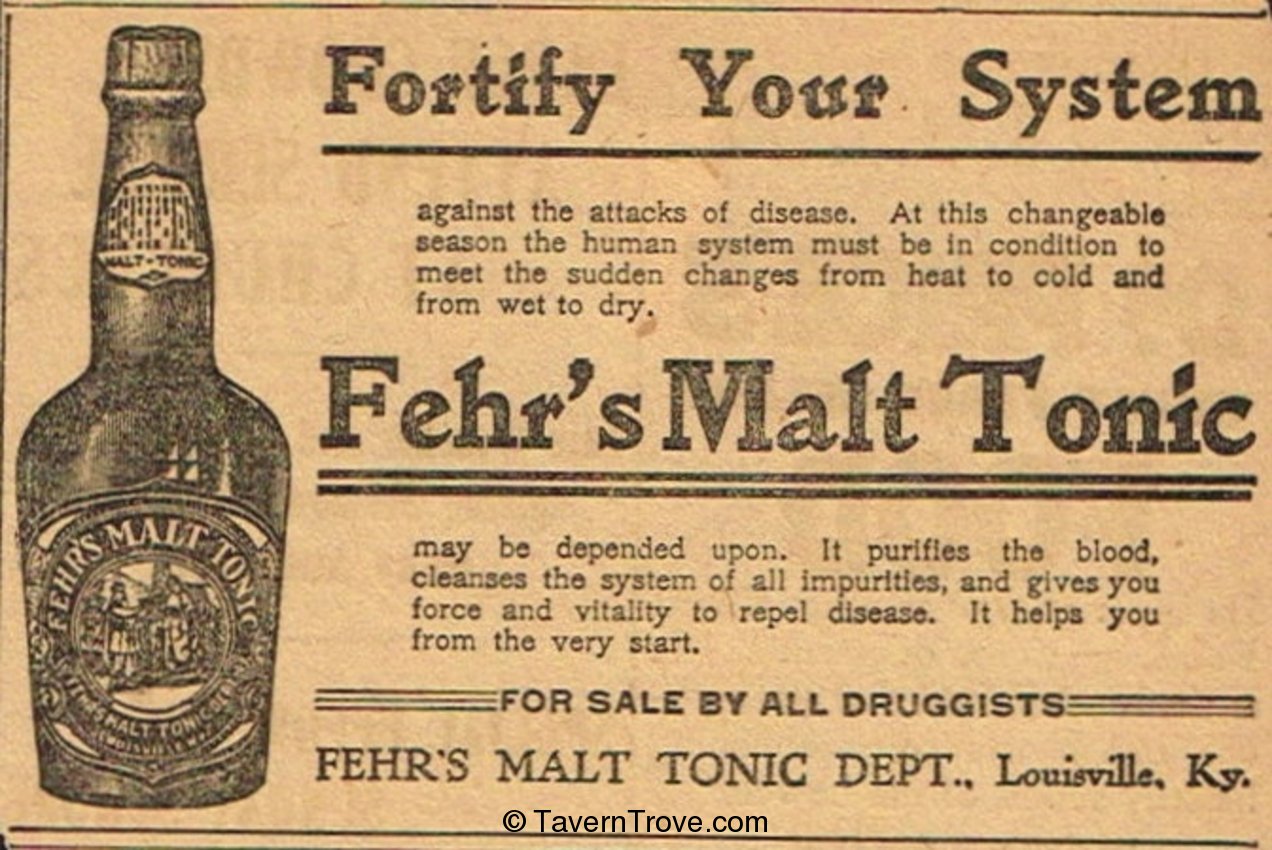 Fortify Your System
against the attacks of disease. At this changeable
season the human system must be in condition to
meet the sudden changes from heat to cold and
from wet to dry.
Fehr's Malt Tonic
may be depended upon. It purifies the blood,
cleanses the system of all impurities, and gives you
force and vitality to repel disease. It helps you
from the very start.
FOR SALE BY ALL DRUGGISTS
FEHR'S MALT TONIC DEPT., Louisville, Ky.
MALT-TONIC
FEHR'S MALT TONIC
MALT TONIC
© TavernTrove.com